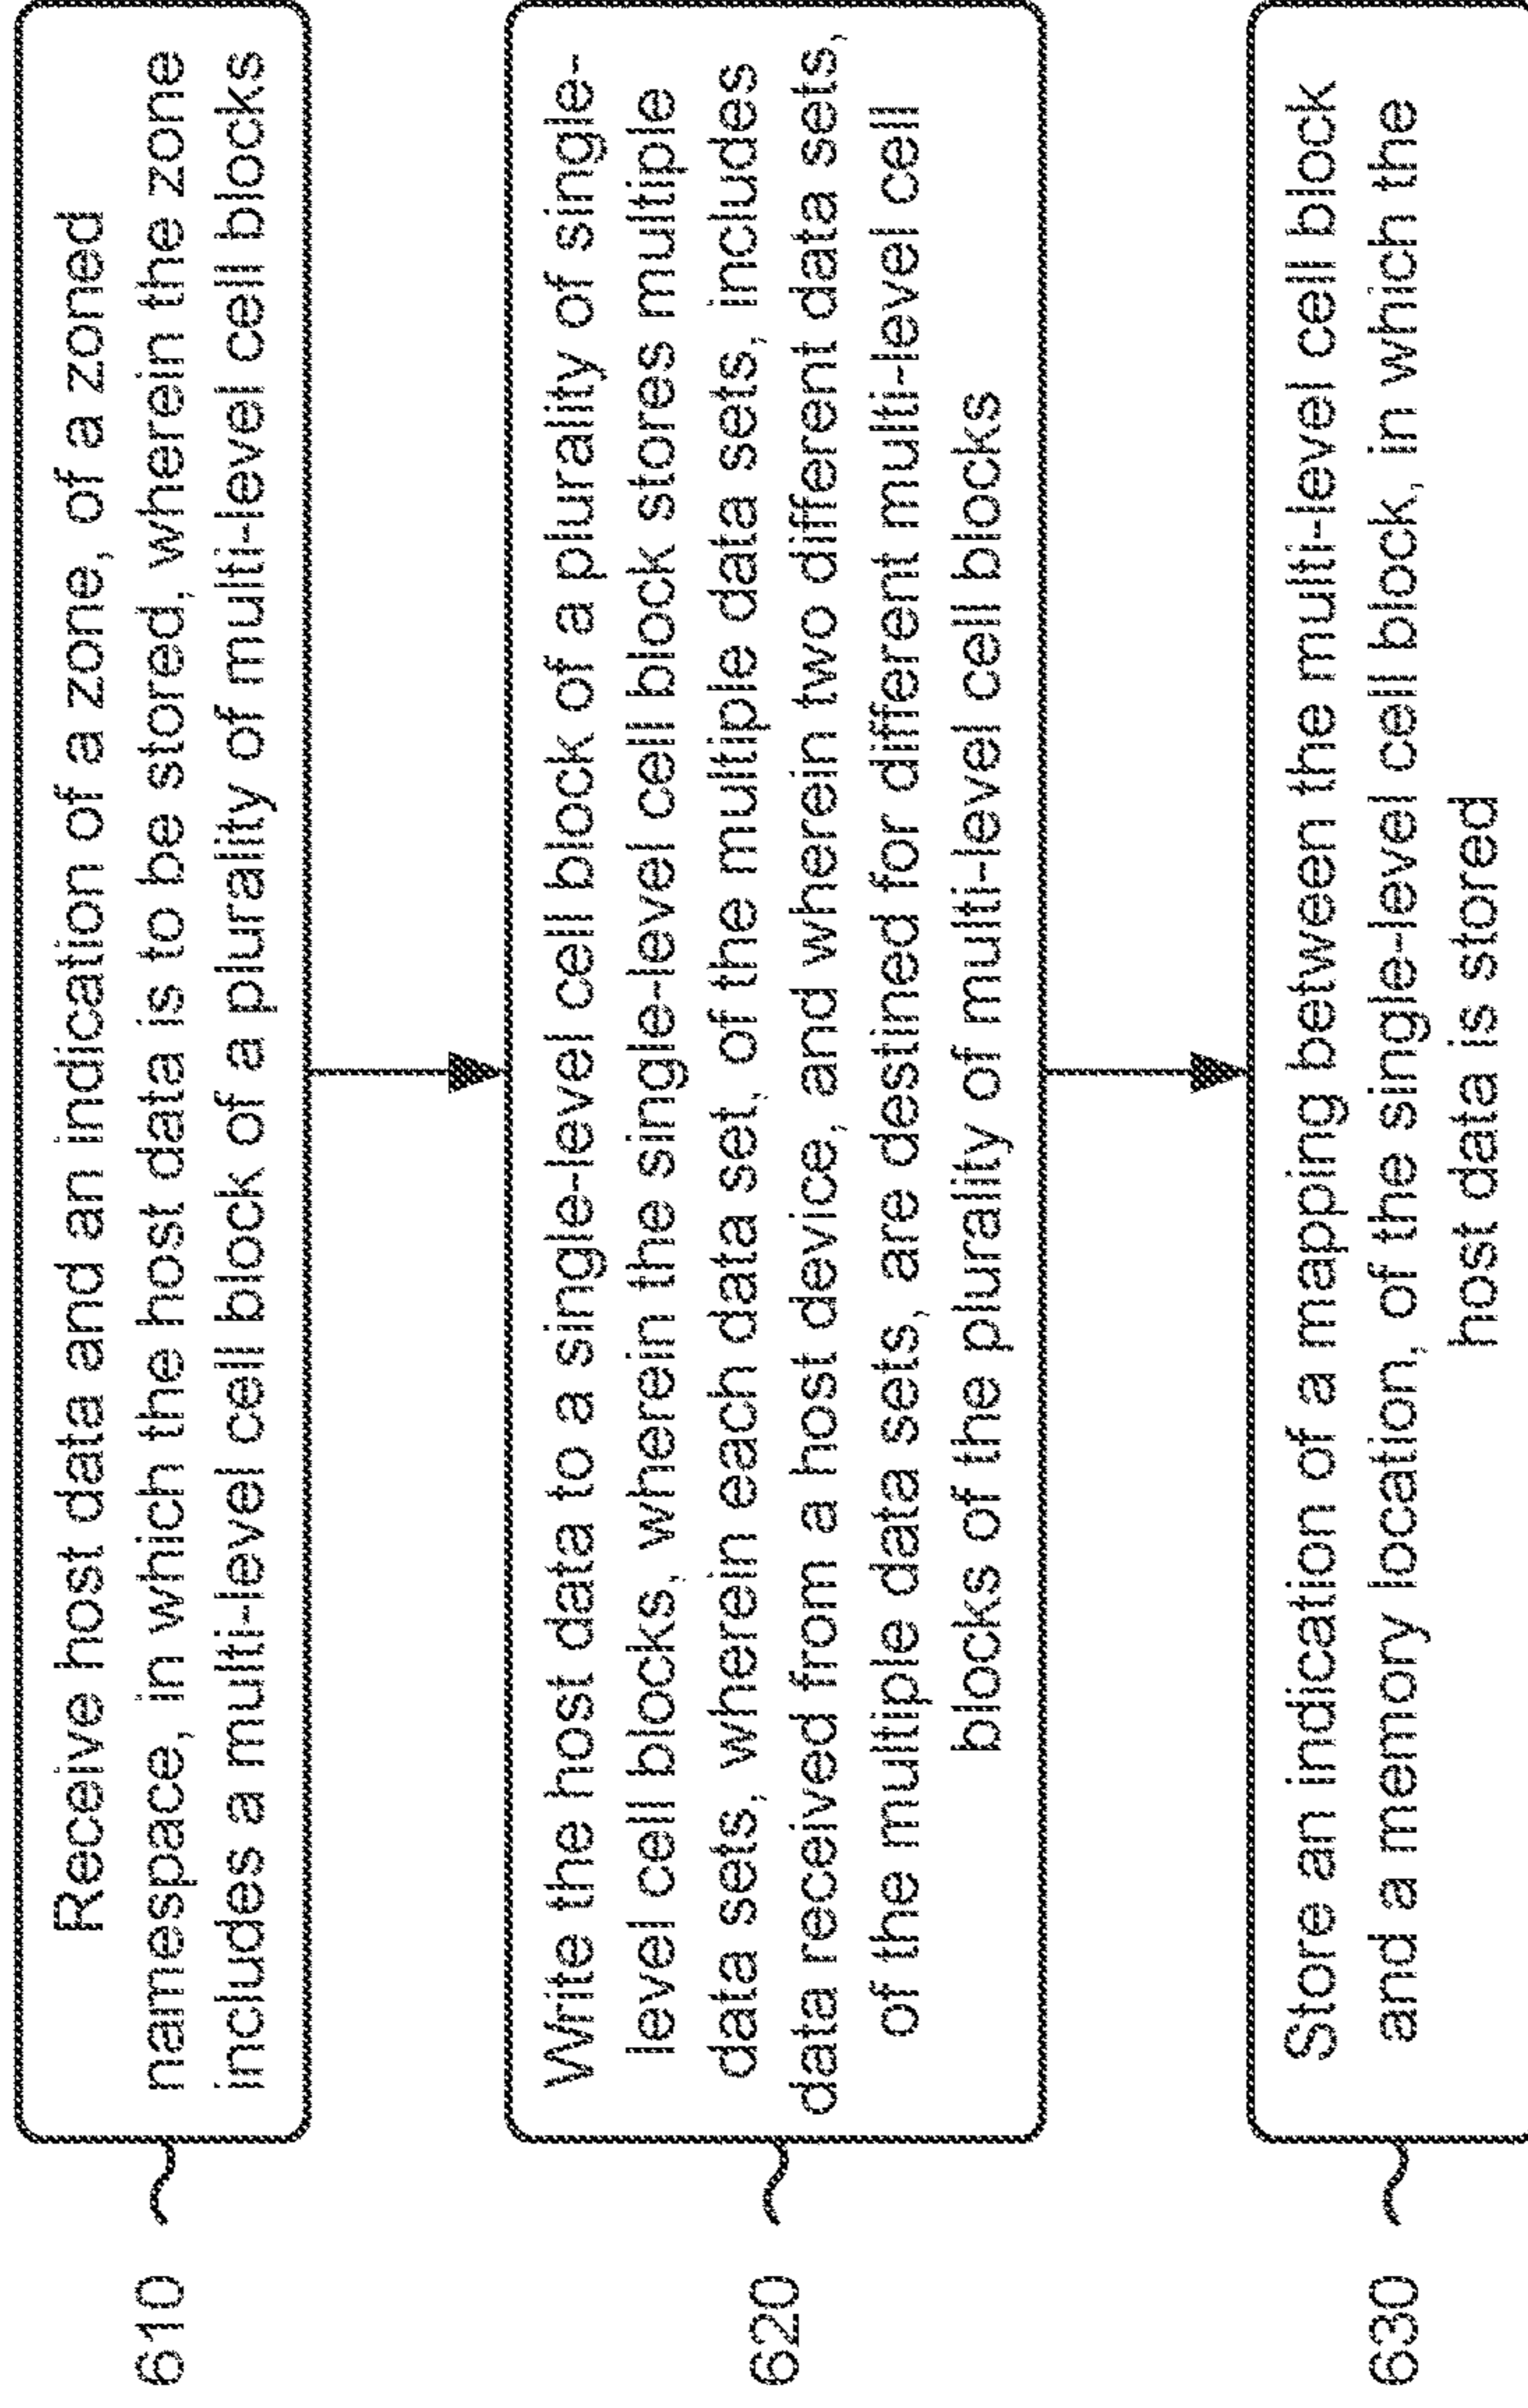 610
Receive host data and an indication of a zone, of a zoned
namespace, in which the host data is to be stored, wherein the zone
includes a multi-level cell block of a plurality of multi-level cell blocks
620
Write the host data to a single-level cell block of a plurality of single-
level cell blocks, wherein the single-level cell block stores multiple
data sets, wherein each data set, of the multiple data sets, includes
data received from a host device, and wherein two different data sets,
of the multiple data sets, are destined for different multi-level cell
blocks of the plurality of multi-level cell blocks
630
Store an indication of a mapping between the multi-level cell block
and a memory location, of the single-level cell block, in which the
host data is stored